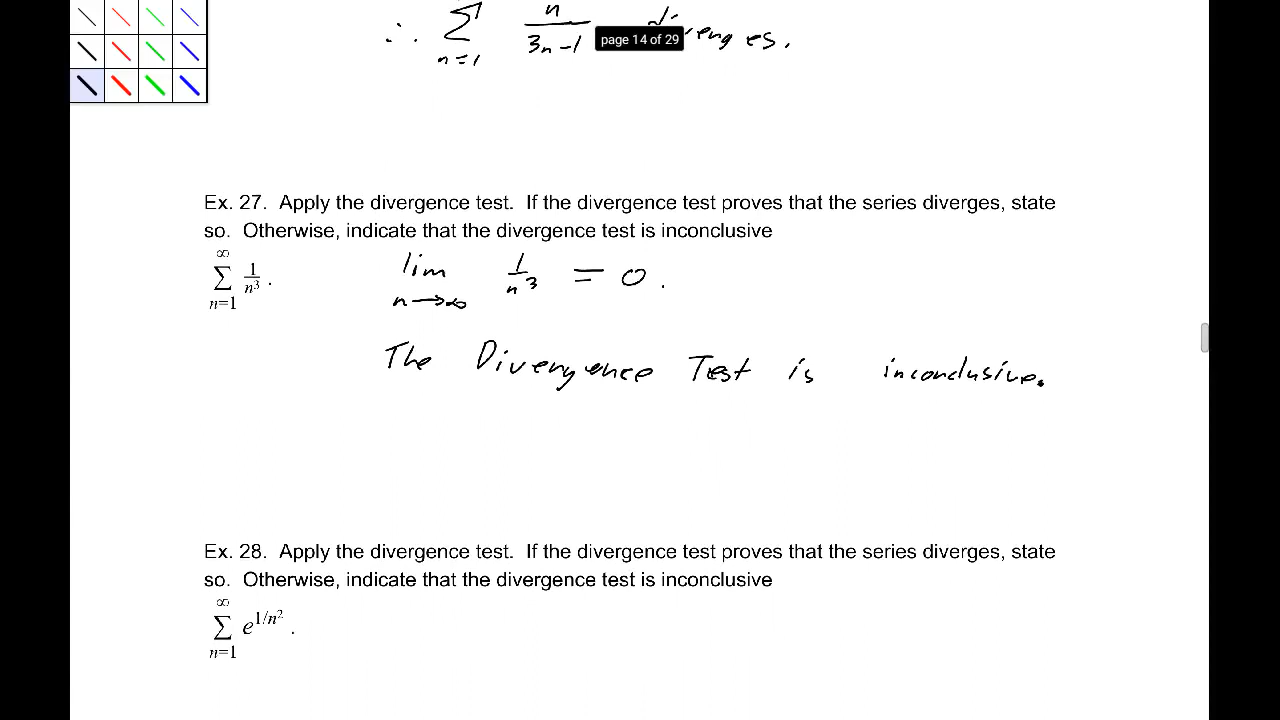 ∴ ∑ n=1 n/(3n-1) diverges.
page 14 of 29
Ex. 27. Apply the divergence test. If the divergence test proves that the series diverges, state
so. Otherwise, indicate that the divergence test is inconclusive
∞ ∑ n=1 1/n³ . lim n→∞ 1/n³ = 0.
The Divergence Test is inconclusive.
Ex. 28. Apply the divergence test. If the divergence test proves that the series diverges, state
so. Otherwise, indicate that the divergence test is inconclusive
∞ ∑ n=1 e^(1/n²) .